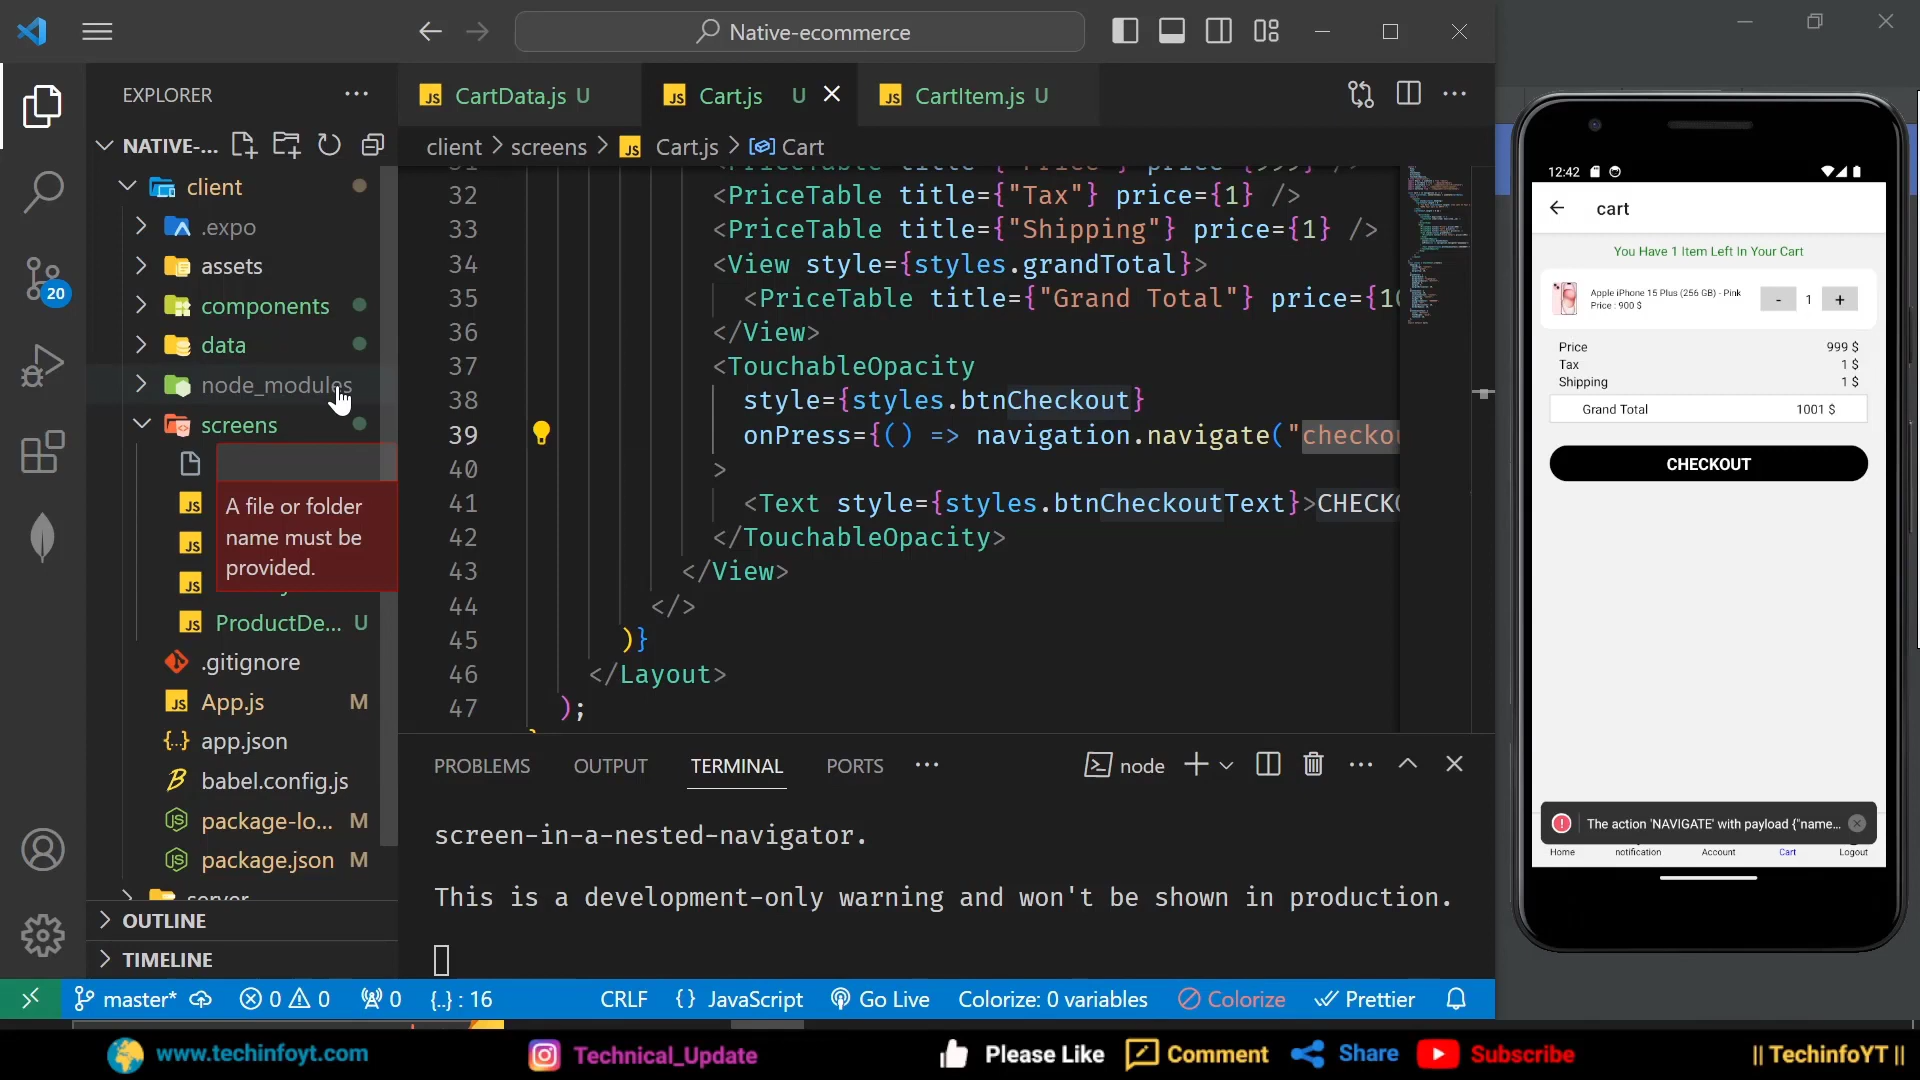 Native-ecommerce
EXPLORER
NATIVE-...
client
.expo
assets
components
data
node_modules
screens
A file or folder
name must be
provided.
ProductDe... U
.gitignore
App.js M
app.json
babel.config.js
package-lo... M
package.json M
server
OUTLINE
TIMELINE
20
CartData.js U
Cart.js U
CartItem.js U
client > screens > Cart.js > Cart
32 <PriceTable title={"Tax"} price={1} />
33 <PriceTable title={"Shipping"} price={1} />
34 <View style={styles.grandTotal}>
35 <PriceTable title={"Grand Total"} price={10
36 </View>
37 <TouchableOpacity
38 style={styles.btnCheckout}
39 onPress={() => navigation.navigate("checkou
40 >
41 <Text style={styles.btnCheckoutText}>CHECKO
42 </TouchableOpacity>
43 </View>
44 </>
45 )}
46 </Layout>
47 );
PROBLEMS OUTPUT TERMINAL PORTS
node
screen-in-a-nested-navigator.
This is a development-only warning and won't be shown in production.
master* 0 0 0 {..} : 16 CRLF {} JavaScript Go Live Colorize: 0 variables Colorize Prettier
12:42
cart
You Have 1 Item Left In Your Cart
Apple iPhone 15 Plus (256 GB) - Pink
Price : 900 $
- 1 +
Price 999 $
Tax 1 $
Shipping 1 $
Grand Total 1001 $
CHECKOUT
The action 'NAVIGATE' with payload {"name...
Home notification Account Cart Logout
www.techinfoyt.com Technical_Update Please Like Comment Share Subscribe || TechinfoYT ||